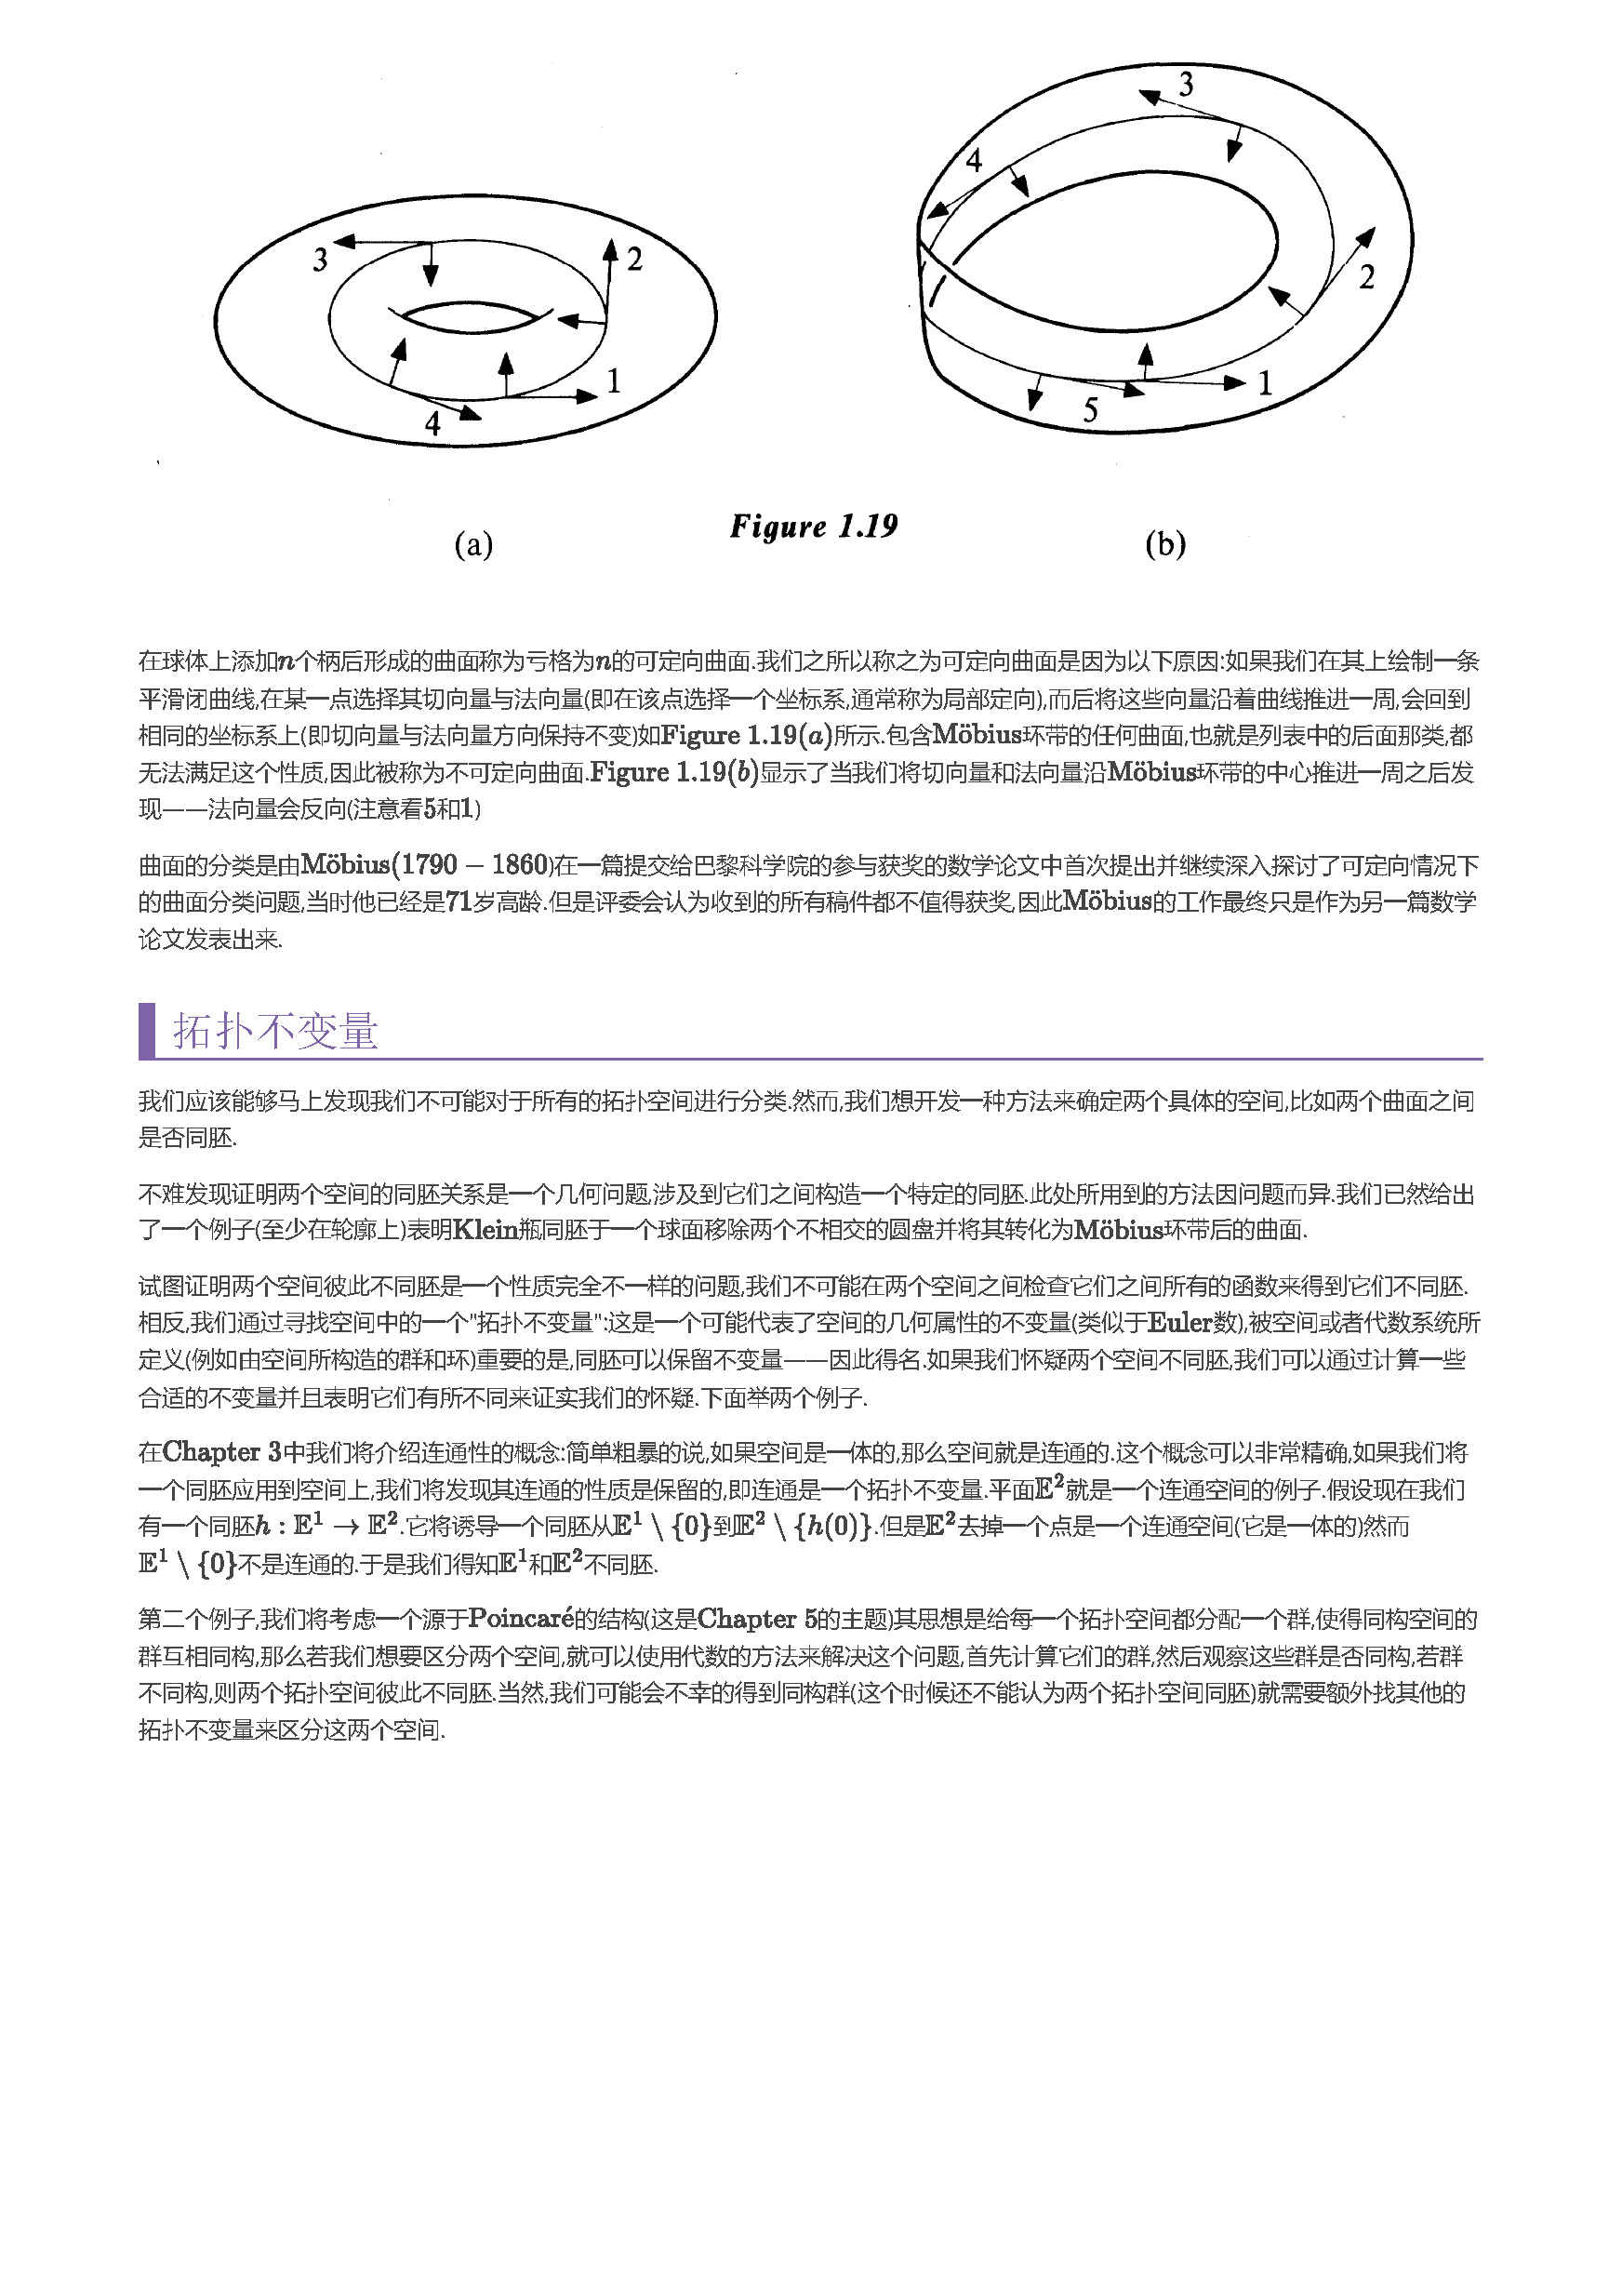 3
4
2
3
2
1
4
1
5
Figure 1.19
(a)
(b)
在球体上添加n个柄后形成的曲面称为亏格为n的可定向曲面.我们之所以称之为可定向曲面是因为以下原因:如果我们在其上绘制一条
平滑闭曲线,在某一点选择其切向量与法向量(即在该点选择一个坐标系,通常称为局部定向),而后将这些向量沿着曲线推进一周,会回到
相同的坐标系上(即切向量与法向量方向保持不变)如Figure 1.19(a)所示.包含Möbius环带的任何曲面,也就是列表中的后面那类,都
无法满足这个性质,因此被称为不可定向曲面.Figure 1.19(b)显示了当我们将切向量和法向量沿Möbius环带的中心推进一周之后发
现——法向量会反向(注意看5和1)
曲面的分类是由Möbius(1790 − 1860)在一篇提交给巴黎科学院的参与获奖的数学论文中首次提出并继续深入探讨了可定向情况下
的曲面分类问题,当时他已经是71岁高龄.但是评委会认为收到的所有稿件都不值得获奖,因此Möbius的工作最终只是作为另一篇数学
论文发表出来.
拓扑不变量
我们应该能够马上发现我们不可能对于所有的拓扑空间进行分类.然而,我们想开发一种方法来确定两个具体的空间,比如两个曲面之间
是否同胚.
不难发现证明两个空间的同胚关系是一个几何问题,涉及到它们之间构造一个特定的同胚.此处所用到的方法因问题而异.我们已然给出
了一个例子(至少在轮廓上)表明Klein瓶同胚于一个球面移除两个不相交的圆盘并将其转化为Möbius环带后的曲面.
试图证明两个空间彼此不同胚是一个性质完全不一样的问题,我们不可能在两个空间之间检查它们之间所有的函数来得到它们不同胚.
相反,我们通过寻找空间中的一个"拓扑不变量":这是一个可能代表了空间的几何属性的不变量(类似于Euler数),被空间或者代数系统所
定义(例如由空间所构造的群和环)重要的是,同胚可以保留不变量——因此得名.如果我们怀疑两个空间不同胚,我们可以通过计算一些
合适的不变量并且表明它们有所不同来证实我们的怀疑.下面举两个例子.
在Chapter 3中我们将介绍连通性的概念:简单粗暴的说,如果空间是一体的,那么空间就是连通的.这个概念可以非常精确,如果我们将
一个同胚应用到空间上,我们将发现其连通的性质是保留的,即连通是一个拓扑不变量.平面𝔼²就是一个连通空间的例子.假设现在我们
有一个同胚h : 𝔼¹ → 𝔼².它将诱导一个同胚从𝔼¹ \ {0}到𝔼² \ {h(0)}.但是𝔼²去掉一个点是一个连通空间(它是一体的)然而
𝔼¹ \ {0}不是连通的.于是我们得知𝔼¹和𝔼²不同胚.
第二个例子,我们将考虑一个源于Poincaré的结构(这是Chapter 5的主题)其思想是给每一个拓扑空间都分配一个群,使得同构空间的
群互相同构,那么若我们想要区分两个空间,就可以使用代数的方法来解决这个问题,首先计算它们的群,然后观察这些群是否同构,若群
不同构,则两个拓扑空间彼此不同胚.当然,我们可能会不幸的得到同构群(这个时候还不能认为两个拓扑空间同胚)就需要额外找其他的
拓扑不变量来区分这两个空间.